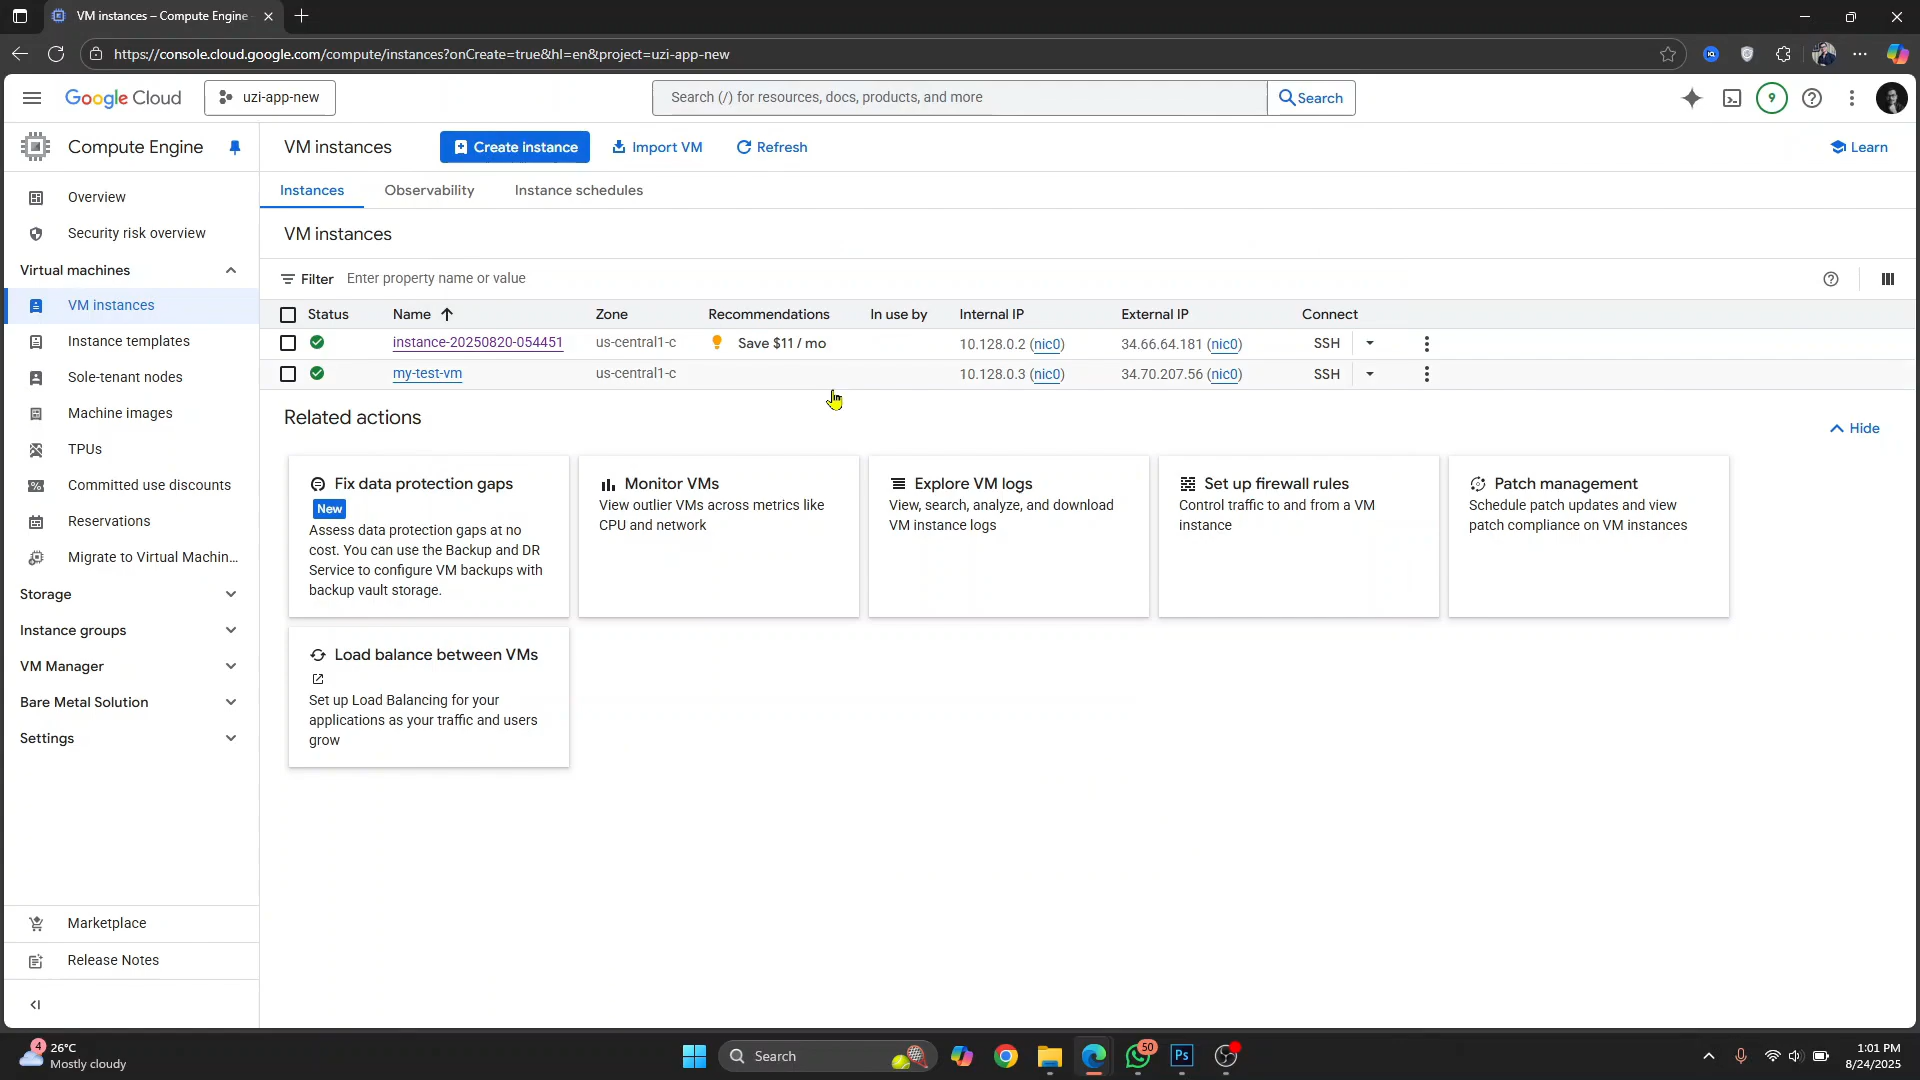 VM instances – Compute Engine
https://console.cloud.google.com/compute/instances?onCreate=true&hl=en&project=uzi-app-new
Google Cloud
uzi-app-new
Search (/) for resources, docs, products, and more
Search
9
Compute Engine
VM instances
Create instance
Import VM
Refresh
Learn
Overview
Security risk overview
Virtual machines
VM instances
Instance templates
Sole-tenant nodes
Machine images
TPUs
Committed use discounts
Reservations
Migrate to Virtual Machin...
Storage
Instance groups
VM Manager
Bare Metal Solution
Settings
Marketplace
Release Notes
Instances
Observability
Instance schedules
VM instances
Filter Enter property name or value
Status Name Zone Recommendations In use by Internal IP External IP Connect
instance-20250820-054451 us-central1-c Save $11 / mo 10.128.0.2 (nic0) 34.66.64.181 (nic0) SSH
my-test-vm us-central1-c 10.128.0.3 (nic0) 34.70.207.56 (nic0) SSH
Related actions
Hide
Fix data protection gaps
New
Assess data protection gaps at no
cost. You can use the Backup and DR
Service to configure VM backups with
backup vault storage.
Monitor VMs
View outlier VMs across metrics like
CPU and network
Explore VM logs
View, search, analyze, and download
VM instance logs
Set up firewall rules
Control traffic to and from a VM
instance
Patch management
Schedule patch updates and view
patch compliance on VM instances
Load balance between VMs
Set up Load Balancing for your
applications as your traffic and users
grow
4
26°C
Mostly cloudy
Search
50
Ps
1:01 PM
8/24/2025